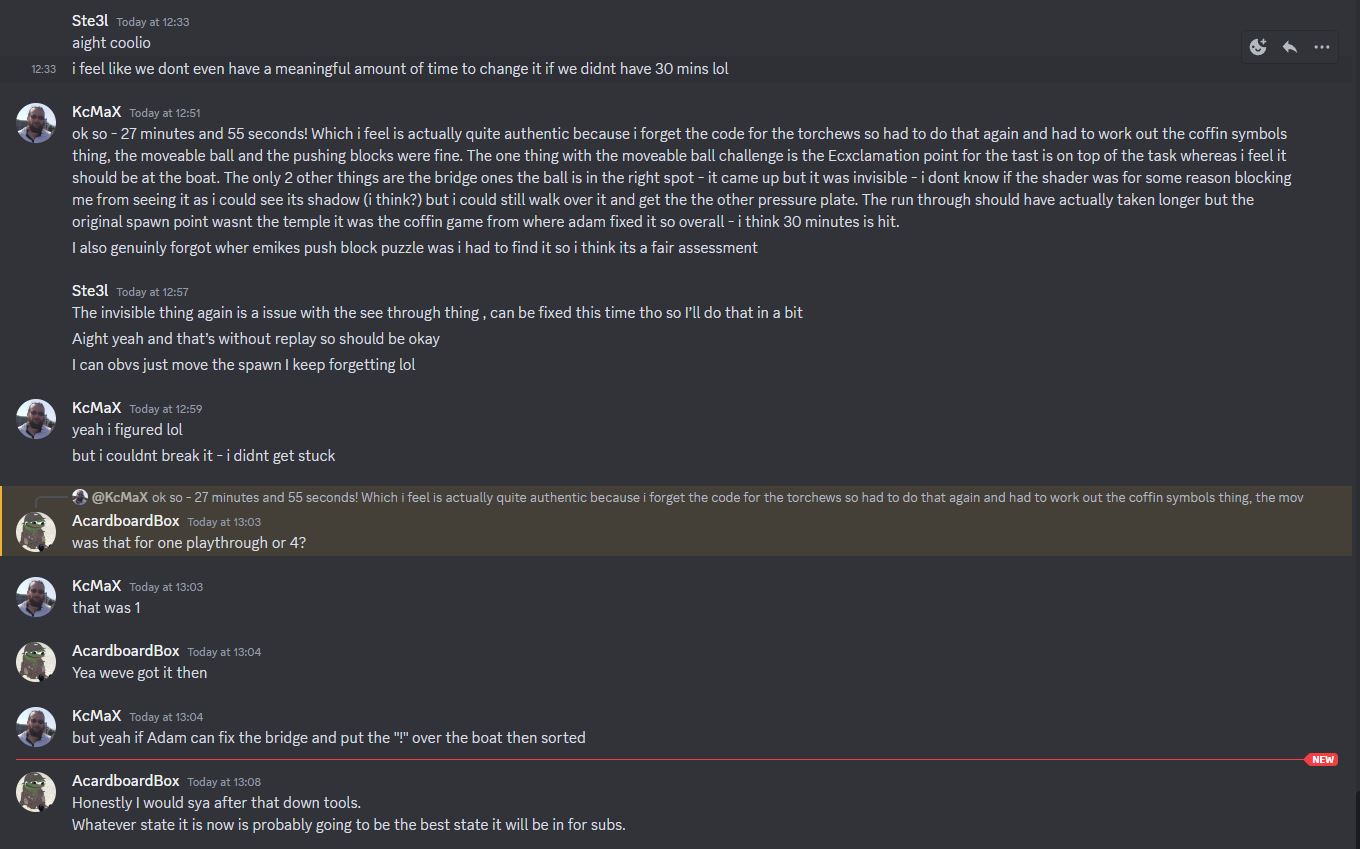 Ste3l Today at 12:33
aight coolio
12:33 i feel like we dont even have a meaningful amount of time to change it if we didnt have 30 mins lol
KcMaX Today at 12:51
ok so - 27 minutes and 55 seconds! Which i feel is actually quite authentic because i forget the code for the torchews so had to do that again and had to work out the coffin symbols
thing, the moveable ball and the pushing blocks were fine. The one thing with the moveable ball challenge is the Ecxclamation point for the tast is on top of the task whereas i feel it
should be at the boat. The only 2 other things are the bridge ones the ball is in the right spot - it came up but it was invisible - i dont know if the shader was for some reason blocking
me from seeing it as i could see its shadow (i think?) but i could still walk over it and get the the other pressure plate. The run through should have actually taken longer but the
original spawn point wasnt the temple it was the coffin game from where adam fixed it so overall - i think 30 minutes is hit.
I also genuinly forgot wher emikes push block puzzle was i had to find it so i think its a fair assessment
Ste3l Today at 12:57
The invisible thing again is a issue with the see through thing , can be fixed this time tho so I'll do that in a bit
Aight yeah and that's without replay so should be okay
I can obvs just move the spawn I keep forgetting lol
KcMaX Today at 12:59
yeah i figured lol
but i couldnt break it - i didnt get stuck
@KcMaX ok so - 27 minutes and 55 seconds! Which i feel is actually quite authentic because i forget the code for the torchews so had to do that again and had to work out the coffin symbols thing, the mov
AcardboardBox Today at 13:03
was that for one playthrough or 4?
KcMaX Today at 13:03
that was 1
AcardboardBox Today at 13:04
Yea weve got it then
KcMaX Today at 13:04
but yeah if Adam can fix the bridge and put the "!" over the boat then sorted
NEW
AcardboardBox Today at 13:08
Honestly I would sya after that down tools.
Whatever state it is now is probably going to be the best state it will be in for subs.